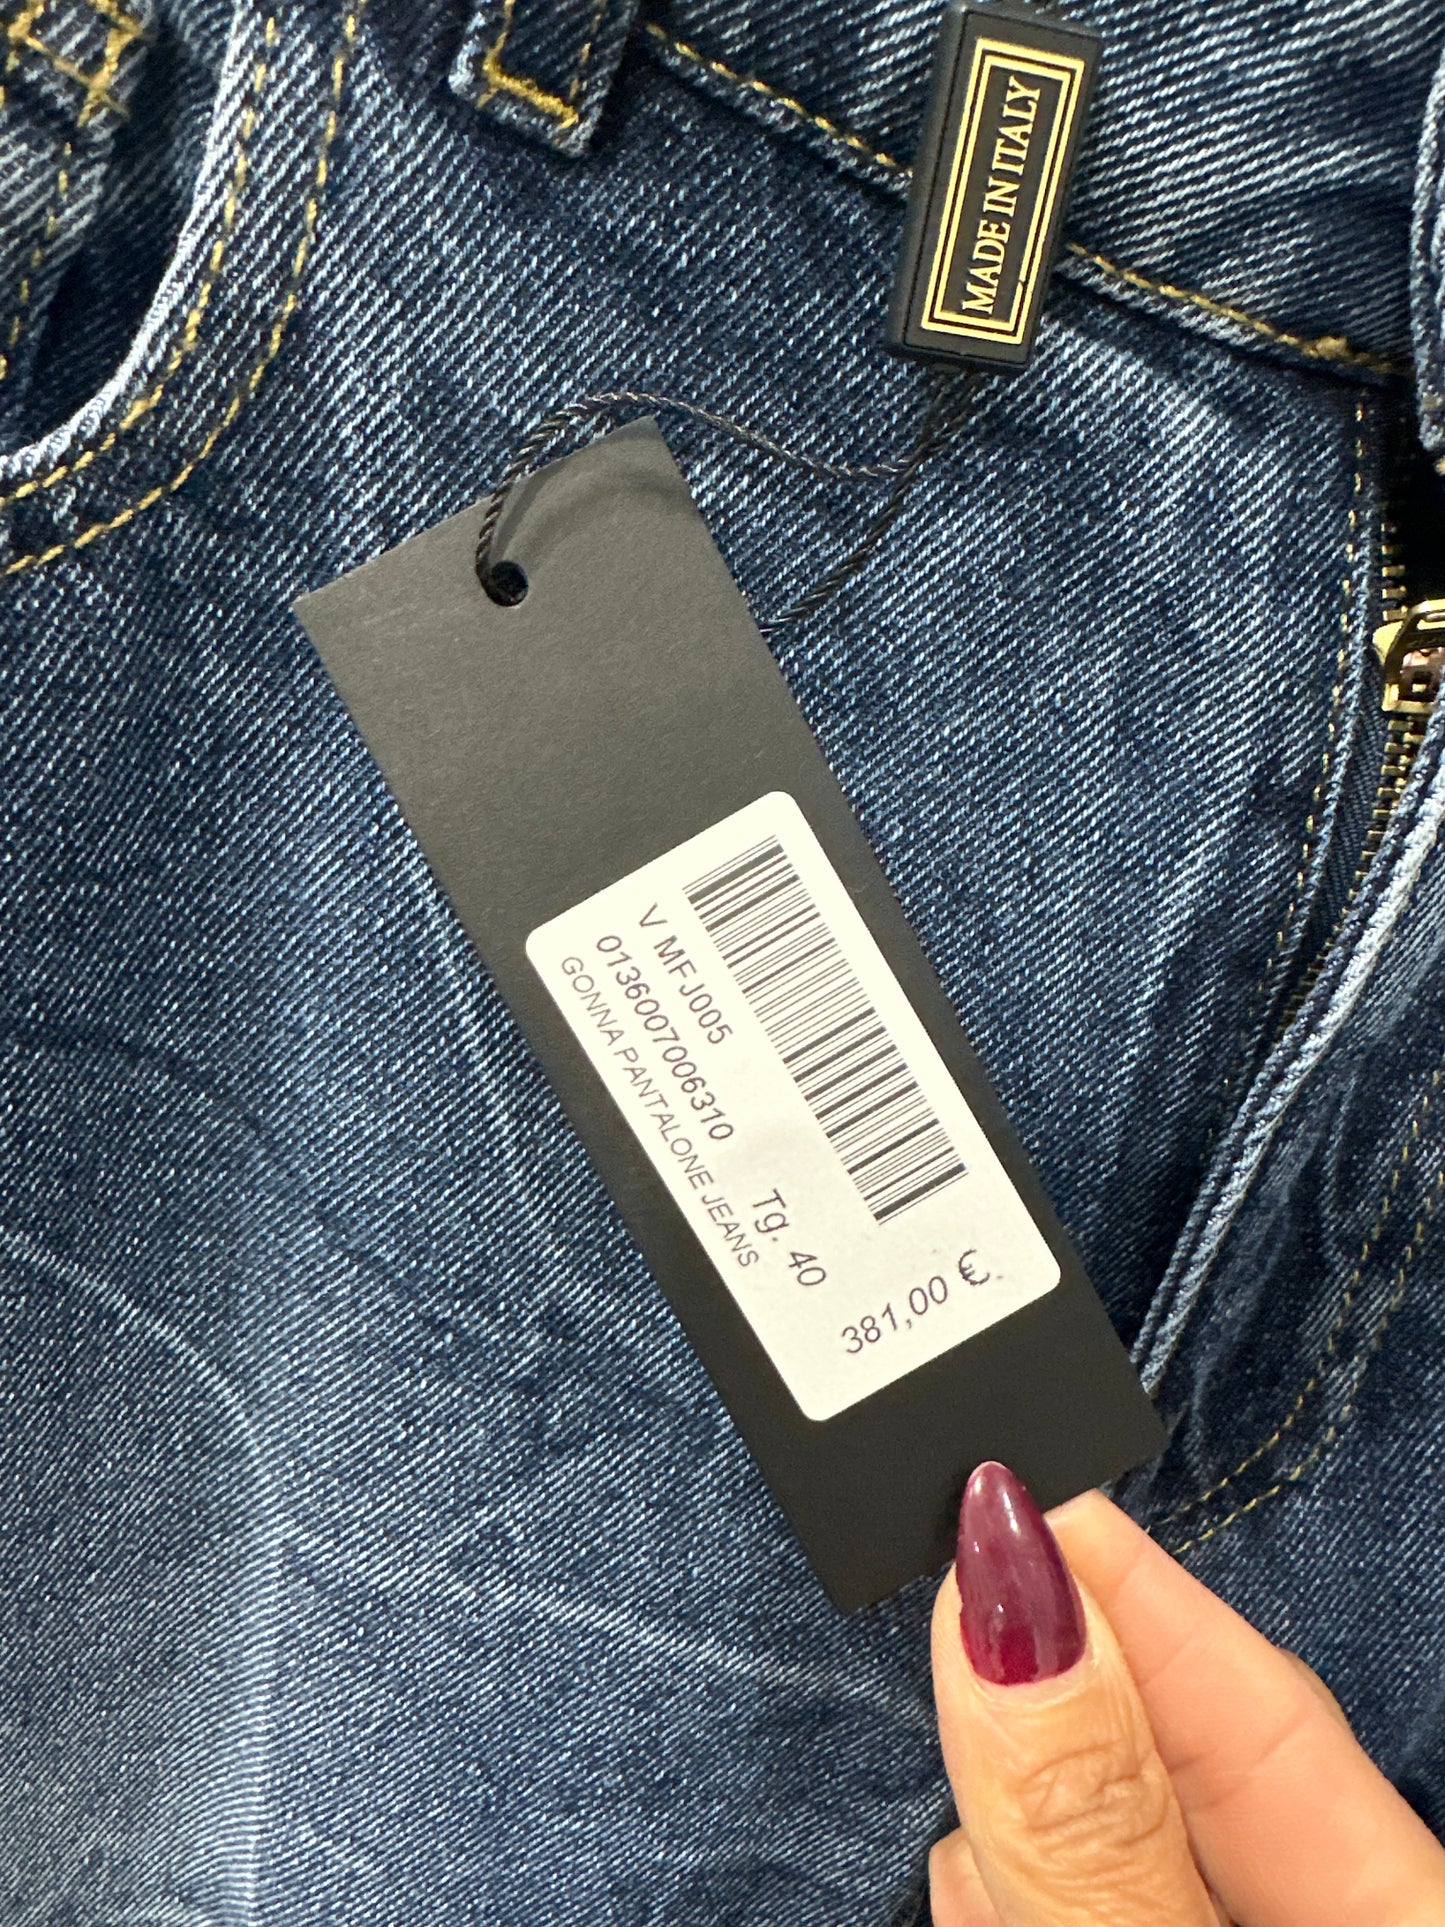 MADE IN ITALY
V MFJ005
0136007006310
GONNA PANTALONE JEANS
Tg. 40
381,00 €